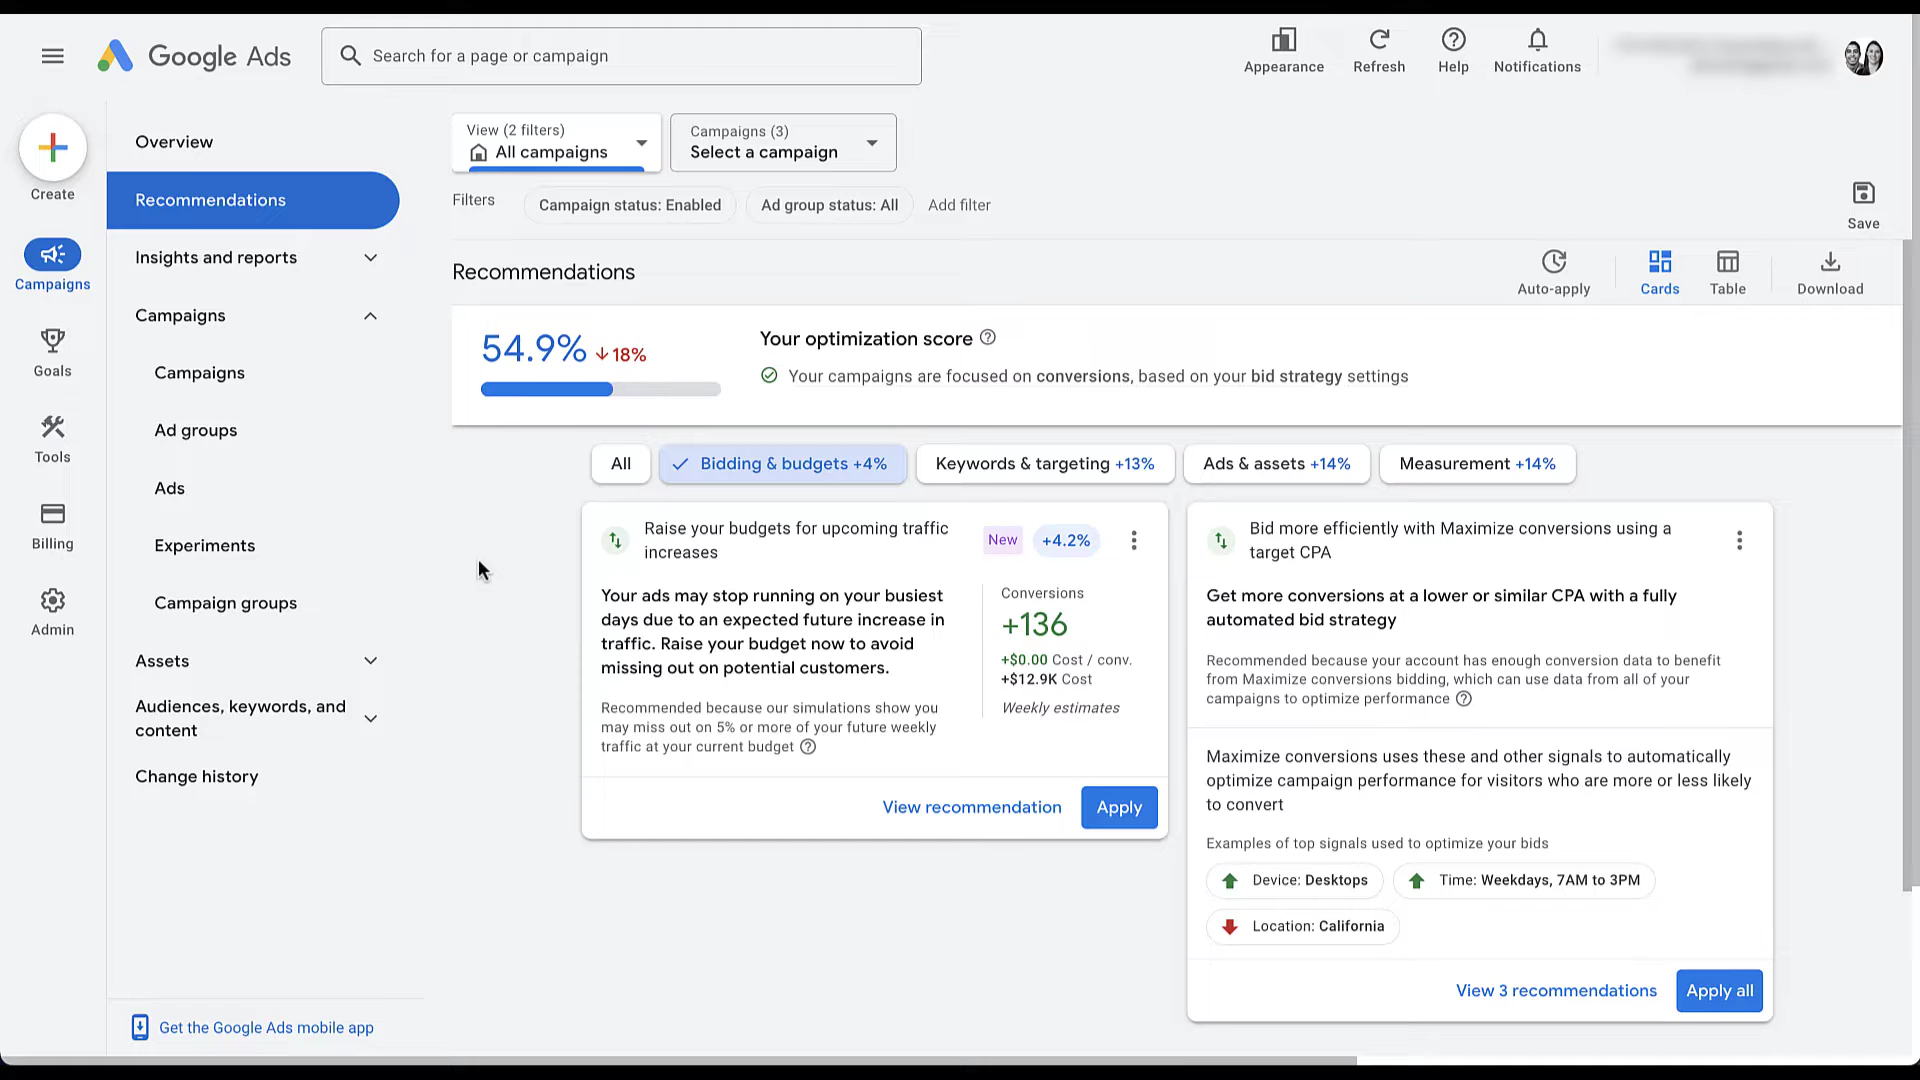 Google Ads
Search for a page or campaign
Appearance
Refresh
Help
Notifications
Create
Campaigns
Goals
Tools
Billing
Admin
Overview
Recommendations
Insights and reports
Campaigns
Campaigns
Ad groups
Ads
Experiments
Campaign groups
Assets
Audiences, keywords, and
content
Change history
Get the Google Ads mobile app
View (2 filters)
All campaigns
Campaigns (3)
Select a campaign
Filters
Campaign status: Enabled
Ad group status: All
Add filter
Save
Recommendations
Auto-apply
Cards
Table
Download
54.9% 18%
Your optimization score
Your campaigns are focused on conversions, based on your bid strategy settings
All
Bidding & budgets +4%
Keywords & targeting +13%
Ads & assets +14%
Measurement +14%
Raise your budgets for upcoming traffic
increases
New
+4.2%
Your ads may stop running on your busiest
days due to an expected future increase in
traffic. Raise your budget now to avoid
missing out on potential customers.
Recommended because our simulations show you
may miss out on 5% or more of your future weekly
traffic at your current budget
Conversions
+136
+$0.00 Cost / conv.
+$12.9K Cost
Weekly estimates
View recommendation
Apply
Bid more efficiently with Maximize conversions using a
target CPA
Get more conversions at a lower or similar CPA with a fully
automated bid strategy
Recommended because your account has enough conversion data to benefit
from Maximize conversions bidding, which can use data from all of your
campaigns to optimize performance
Maximize conversions uses these and other signals to automatically
optimize campaign performance for visitors who are more or less likely
to convert
Examples of top signals used to optimize your bids
Device: Desktops
Time: Weekdays, 7AM to 3PM
Location: California
View 3 recommendations
Apply all